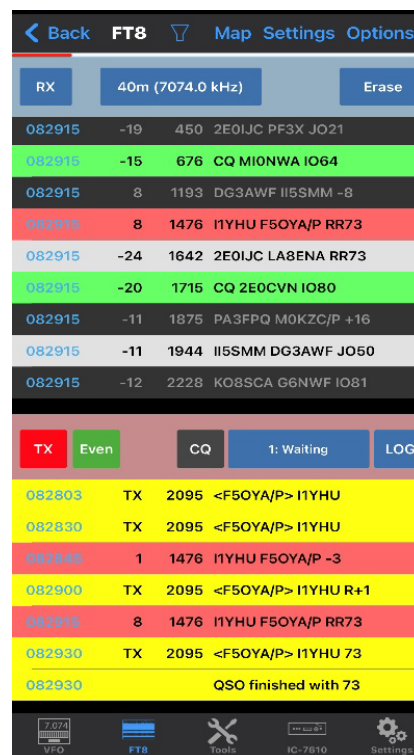 Back FT8 Map Settings Options
RX 40m (7074.0 kHz) Erase
082915 -19 450 2E0IJC PF3X JO21
082915 -15 676 CQ MI0NWA IO64
082915 8 1193 DG3AWF II5SMM -8
082915 8 1476 I1YHU F5OYA/P RR73
082915 -24 1642 2E0IJC LA8ENA RR73
082915 -20 1715 CQ 2E0CVN IO80
082915 -11 1875 PA3FPQ M0KZC/P +16
082915 -11 1944 II5SMM DG3AWF JO50
082915 -12 2228 KO8SCA G6NWF IO81
TX Even CQ 1: Waiting LOG
082803 TX 2095 <F5OYA/P> I1YHU
082830 TX 2095 <F5OYA/P> I1YHU
082845 1 1476 I1YHU F5OYA/P -3
082900 TX 2095 <F5OYA/P> I1YHU R+1
082915 8 1476 I1YHU F5OYA/P RR73
082930 TX 2095 <F5OYA/P> I1YHU 73
082930 QSO finished with 73
7.074
VFO FT8 Tools IC-7610 Settings